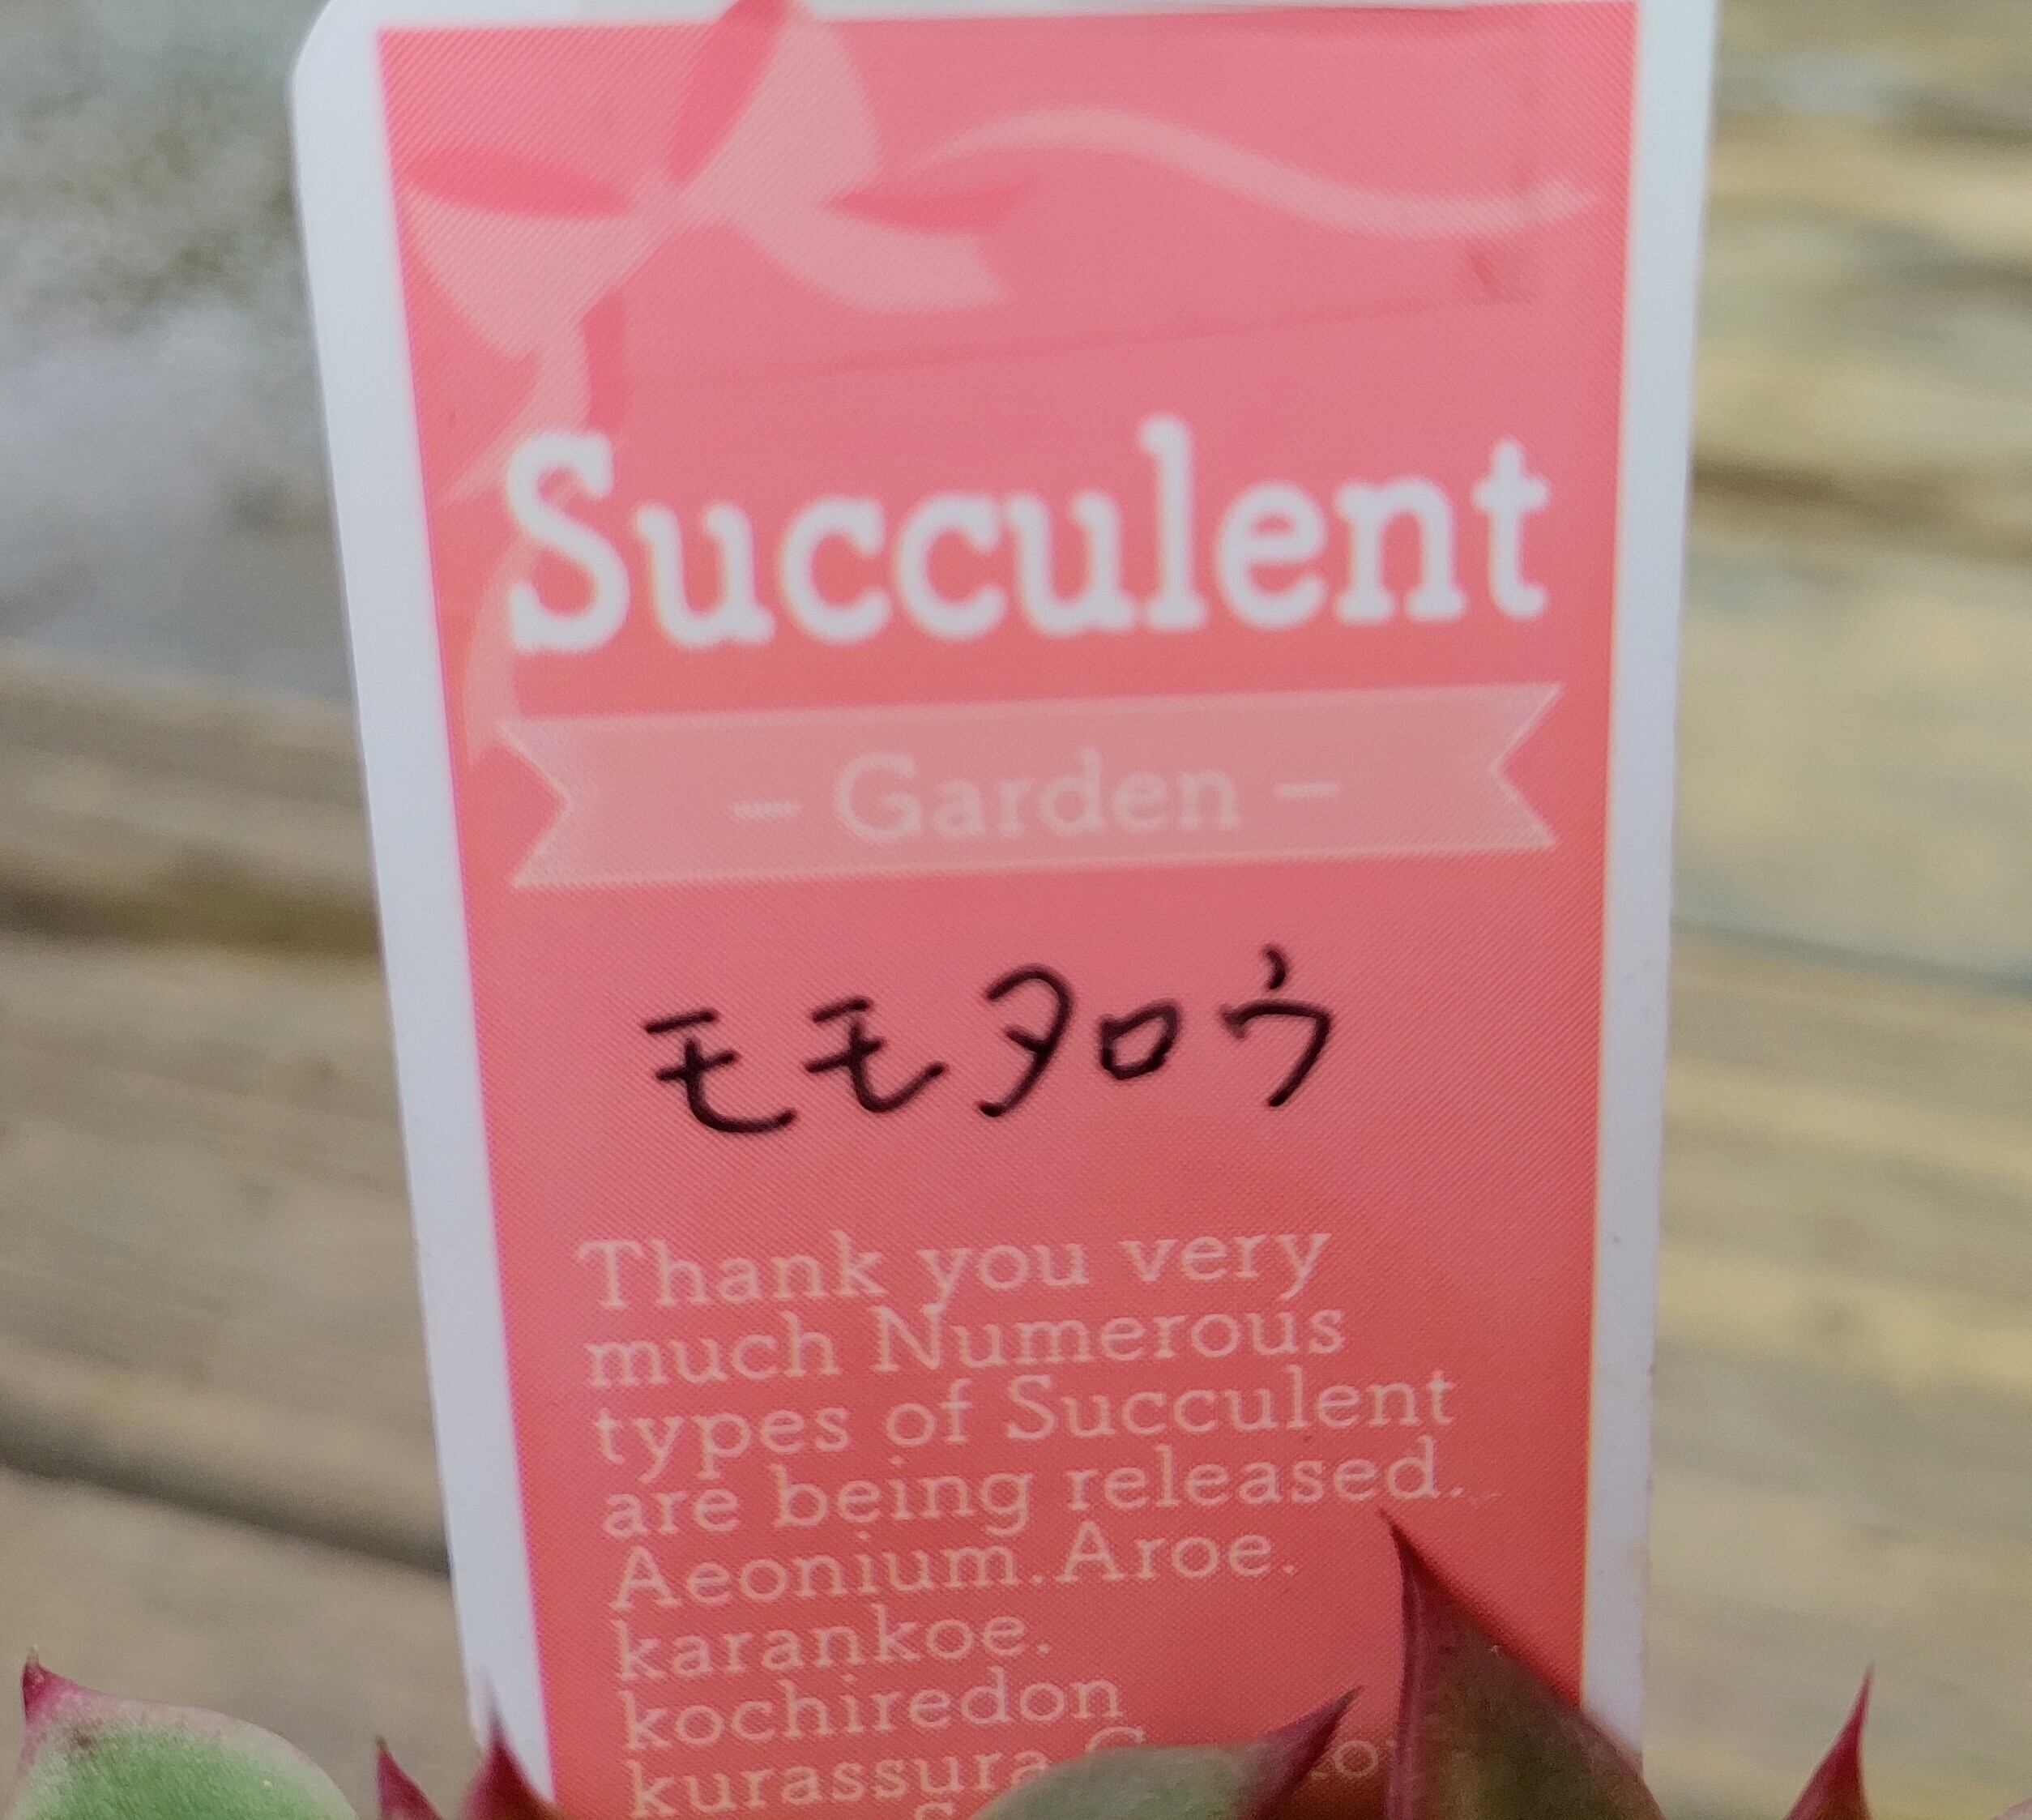 Succulent
– Garden –
モモタロウ
Thank you very
much Numerous
types of Succulent
are being released.
Aeonium.Aroe.
karankoe.
kochiredon
kurassura